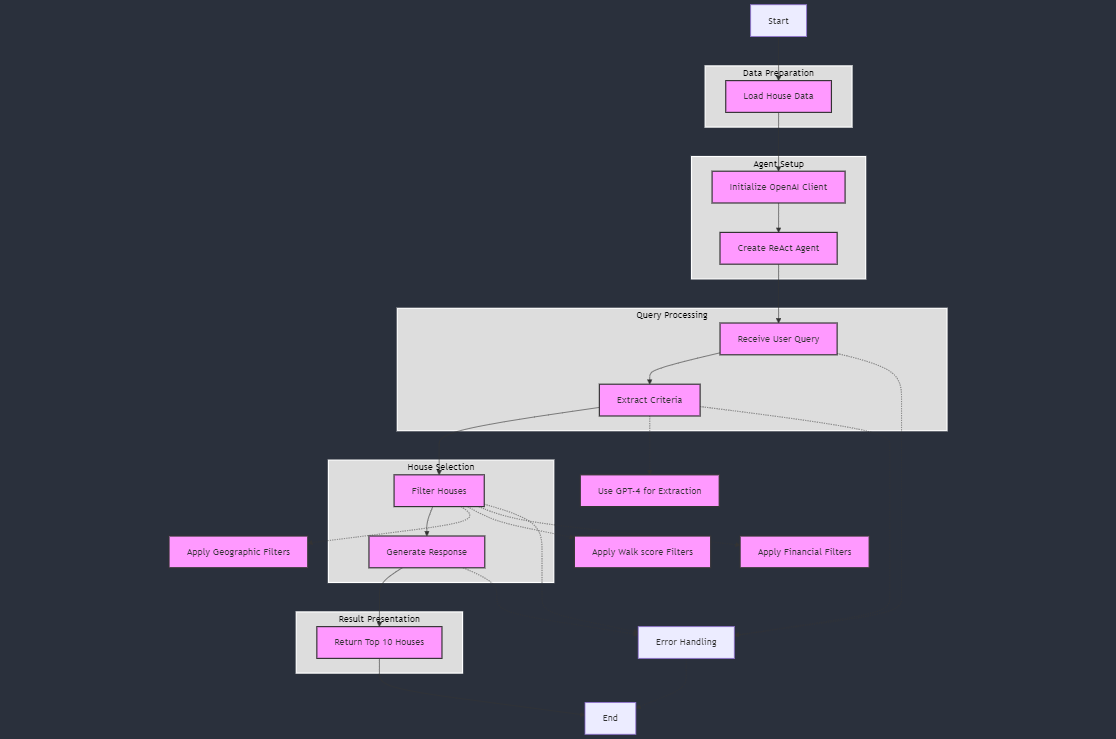 Start
Data Preparation
Load House Data
Agent Setup
Initialize OpenAI Client
Create ReAct Agent
Query Processing
Receive User Query
Extract Criteria
House Selection
Filter Houses
Use GPT-4 for Extraction
Apply Geographic Filters
Generate Response
Apply Walk score Filters
Apply Financial Filters
Result Presentation
Return Top 10 Houses
Error Handling
End